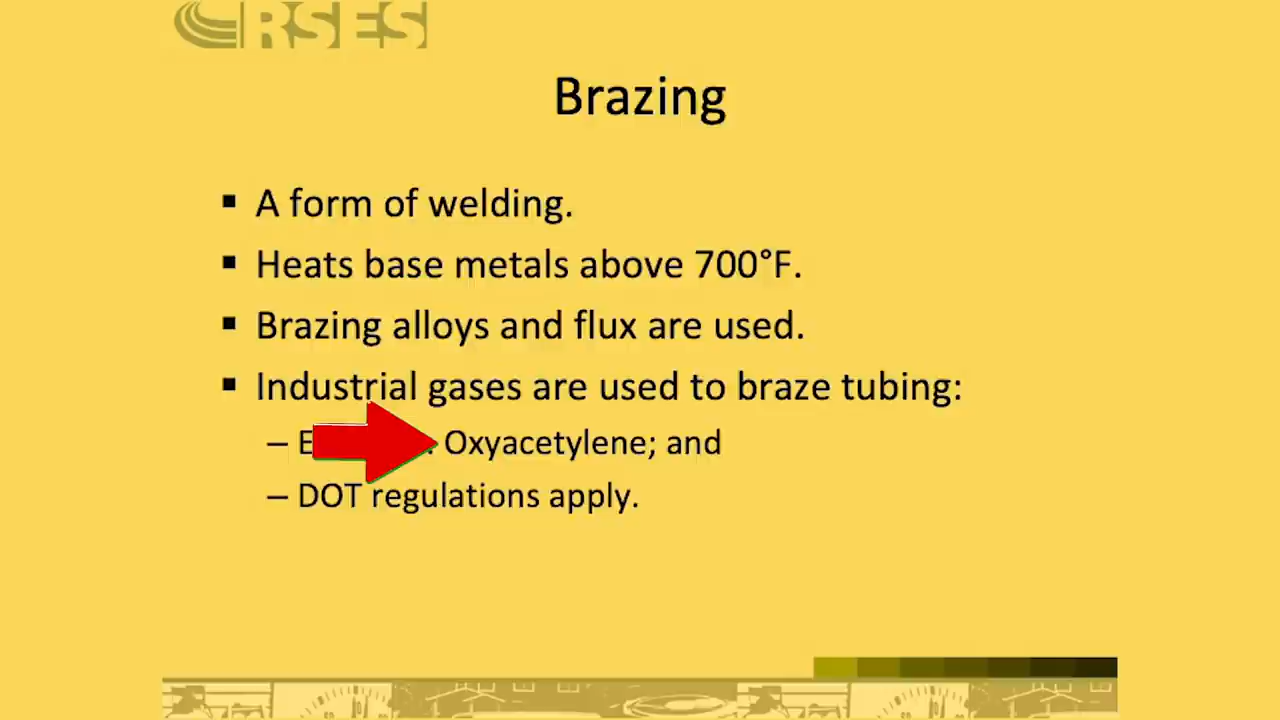 RSES
Brazing
▪ A form of welding.
▪ Heats base metals above 700°F.
▪ Brazing alloys and flux are used.
▪ Industrial gases are used to braze tubing:
– Oxyacetylene; and
– DOT regulations apply.